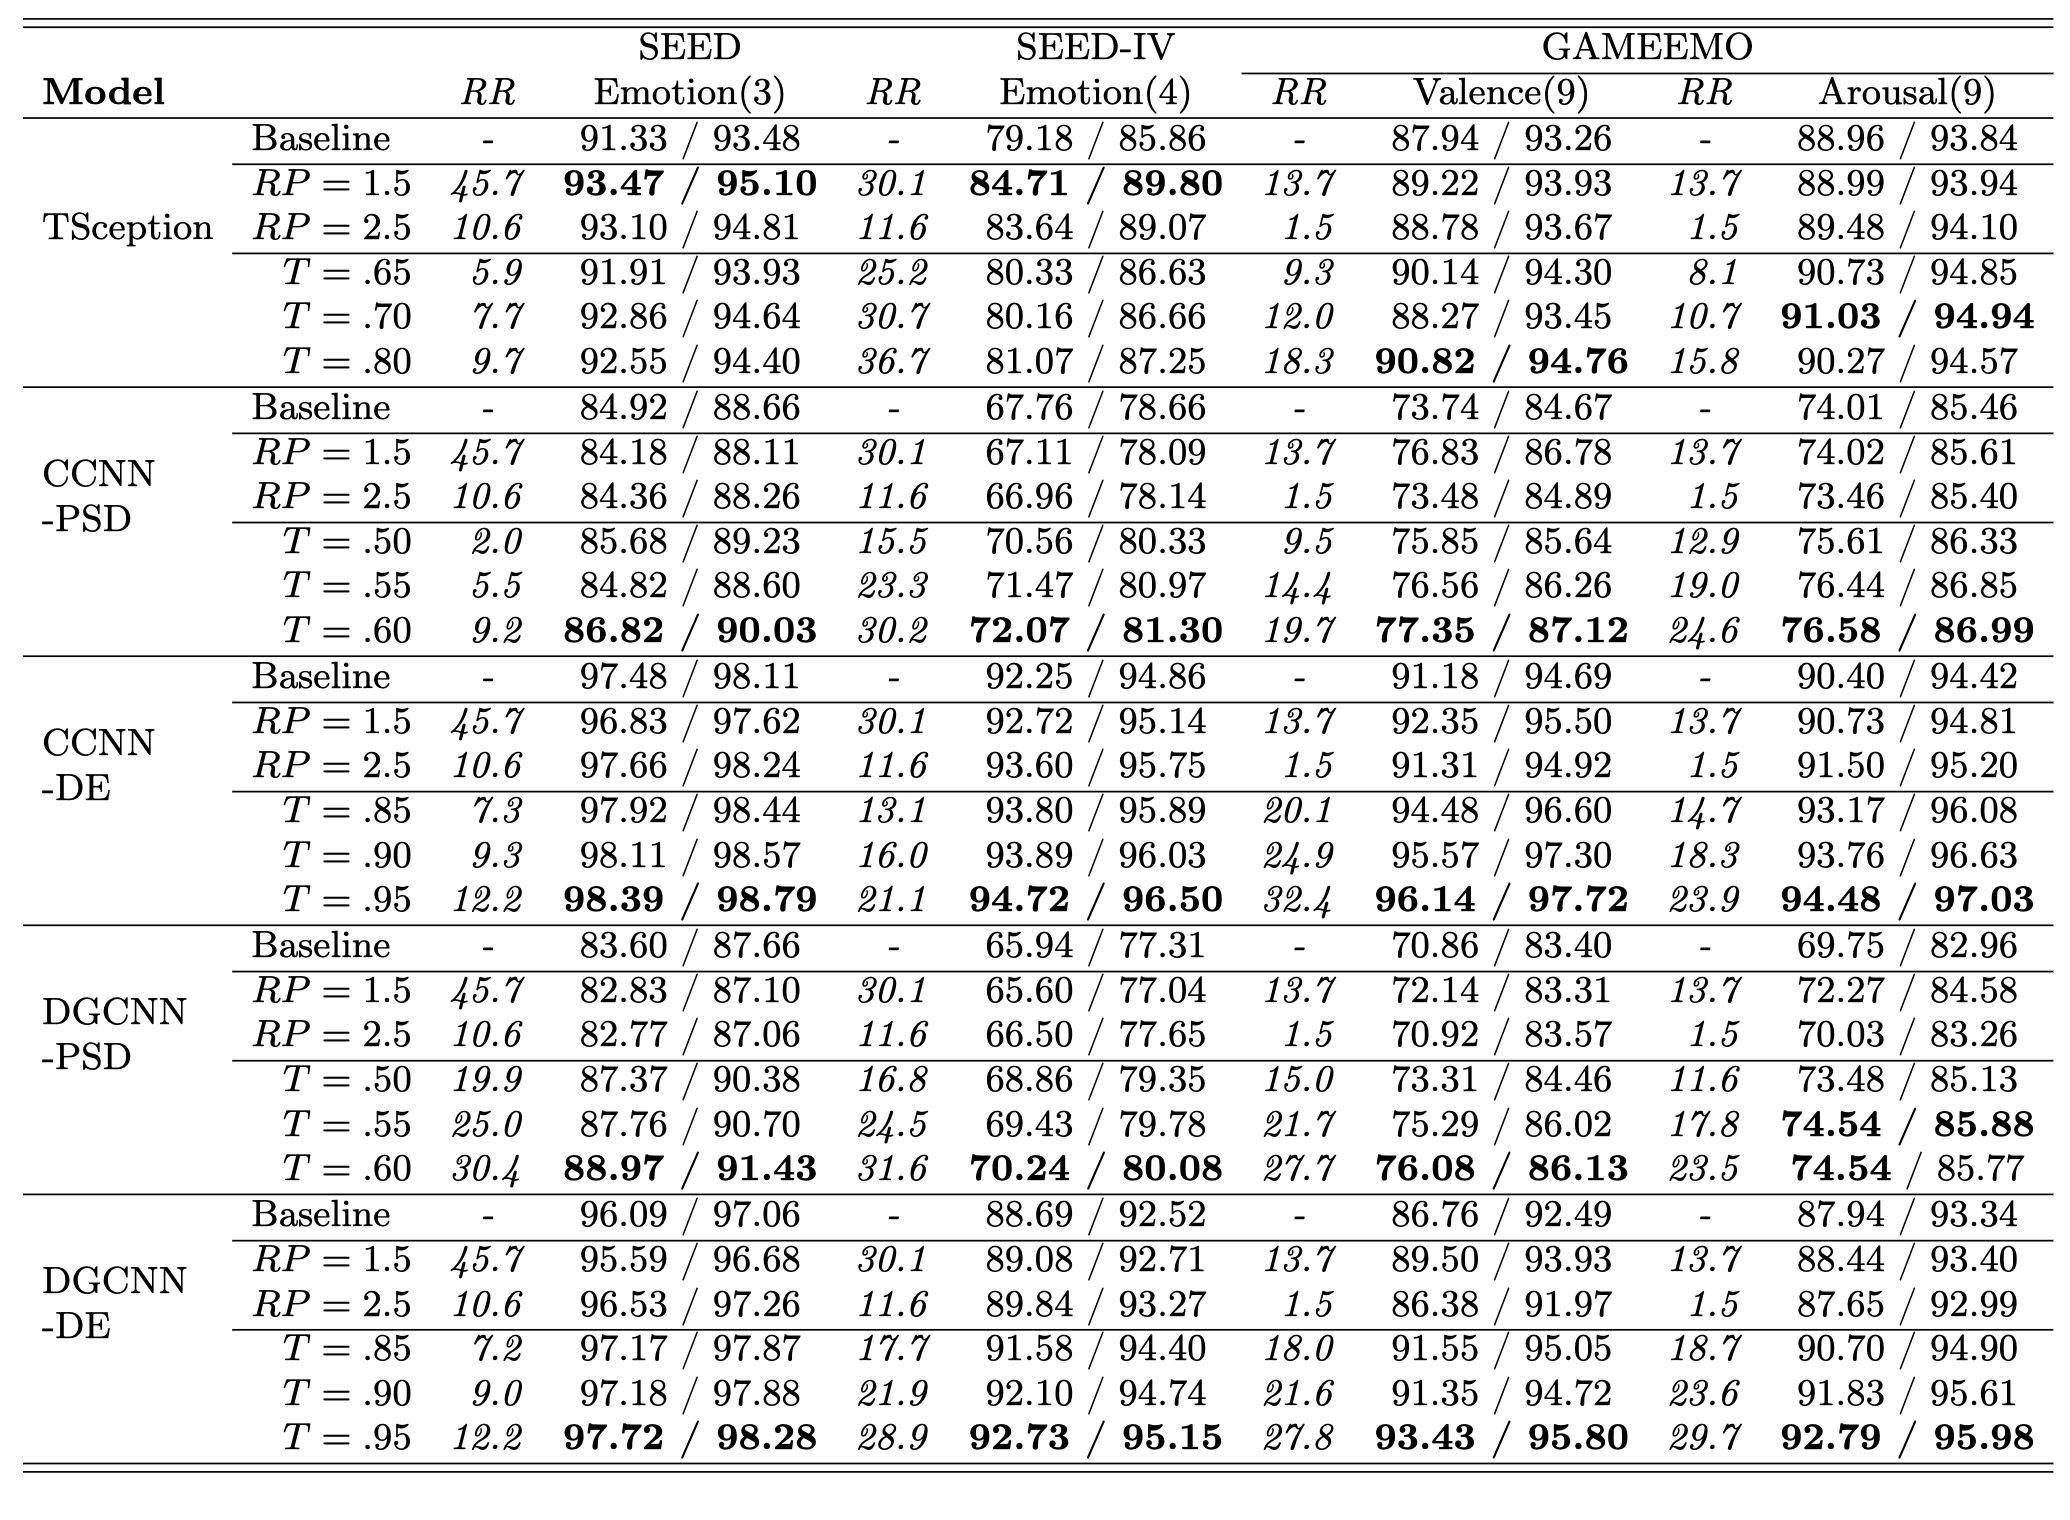 SEED SEED-IV GAMEEMO
Model RR Emotion(3) RR Emotion(4) RR Valence(9) RR Arousal(9)
Baseline - 91.33 / 93.48 - 79.18 / 85.86 - 87.94 / 93.26 - 88.96 / 93.84
RP = 1.5 45.7 93.47 / 95.10 30.1 84.71 / 89.80 13.7 89.22 / 93.93 13.7 88.99 / 93.94
TSception RP = 2.5 10.6 93.10 / 94.81 11.6 83.64 / 89.07 1.5 88.78 / 93.67 1.5 89.48 / 94.10
T = .65 5.9 91.91 / 93.93 25.2 80.33 / 86.63 9.3 90.14 / 94.30 8.1 90.73 / 94.85
T = .70 7.7 92.86 / 94.64 30.7 80.16 / 86.66 12.0 88.27 / 93.45 10.7 91.03 / 94.94
T = .80 9.7 92.55 / 94.40 36.7 81.07 / 87.25 18.3 90.82 / 94.76 15.8 90.27 / 94.57
Baseline - 84.92 / 88.66 - 67.76 / 78.66 - 73.74 / 84.67 - 74.01 / 85.46
CCNN RP = 1.5 45.7 84.18 / 88.11 30.1 67.11 / 78.09 13.7 76.83 / 86.78 13.7 74.02 / 85.61
-PSD RP = 2.5 10.6 84.36 / 88.26 11.6 66.96 / 78.14 1.5 73.48 / 84.89 1.5 73.46 / 85.40
T = .50 2.0 85.68 / 89.23 15.5 70.56 / 80.33 9.5 75.85 / 85.64 12.9 75.61 / 86.33
T = .55 5.5 84.82 / 88.60 23.3 71.47 / 80.97 14.4 76.56 / 86.26 19.0 76.44 / 86.85
T = .60 9.2 86.82 / 90.03 30.2 72.07 / 81.30 19.7 77.35 / 87.12 24.6 76.58 / 86.99
Baseline - 97.48 / 98.11 - 92.25 / 94.86 - 91.18 / 94.69 - 90.40 / 94.42
CCNN RP = 1.5 45.7 96.83 / 97.62 30.1 92.72 / 95.14 13.7 92.35 / 95.50 13.7 90.73 / 94.81
-DE RP = 2.5 10.6 97.66 / 98.24 11.6 93.60 / 95.75 1.5 91.31 / 94.92 1.5 91.50 / 95.20
T = .85 7.3 97.92 / 98.44 13.1 93.80 / 95.89 20.1 94.48 / 96.60 14.7 93.17 / 96.08
T = .90 9.3 98.11 / 98.57 16.0 93.89 / 96.03 24.9 95.57 / 97.30 18.3 93.76 / 96.63
T = .95 12.2 98.39 / 98.79 21.1 94.72 / 96.50 32.4 96.14 / 97.72 23.9 94.48 / 97.03
Baseline - 83.60 / 87.66 - 65.94 / 77.31 - 70.86 / 83.40 - 69.75 / 82.96
DGCNN RP = 1.5 45.7 82.83 / 87.10 30.1 65.60 / 77.04 13.7 72.14 / 83.31 13.7 72.27 / 84.58
-PSD RP = 2.5 10.6 82.77 / 87.06 11.6 66.50 / 77.65 1.5 70.92 / 83.57 1.5 70.03 / 83.26
T = .50 19.9 87.37 / 90.38 16.8 68.86 / 79.35 15.0 73.31 / 84.46 11.6 73.48 / 85.13
T = .55 25.0 87.76 / 90.70 24.5 69.43 / 79.78 21.7 75.29 / 86.02 17.8 74.54 / 85.88
T = .60 30.4 88.97 / 91.43 31.6 70.24 / 80.08 27.7 76.08 / 86.13 23.5 74.54 / 85.77
Baseline - 96.09 / 97.06 - 88.69 / 92.52 - 86.76 / 92.49 - 87.94 / 93.34
DGCNN RP = 1.5 45.7 95.59 / 96.68 30.1 89.08 / 92.71 13.7 89.50 / 93.93 13.7 88.44 / 93.40
-DE RP = 2.5 10.6 96.53 / 97.26 11.6 89.84 / 93.27 1.5 86.38 / 91.97 1.5 87.65 / 92.99
T = .85 7.2 97.17 / 97.87 17.7 91.58 / 94.40 18.0 91.55 / 95.05 18.7 90.70 / 94.90
T = .90 9.0 97.18 / 97.88 21.9 92.10 / 94.74 21.6 91.35 / 94.72 23.6 91.83 / 95.61
T = .95 12.2 97.72 / 98.28 28.9 92.73 / 95.15 27.8 93.43 / 95.80 29.7 92.79 / 95.98